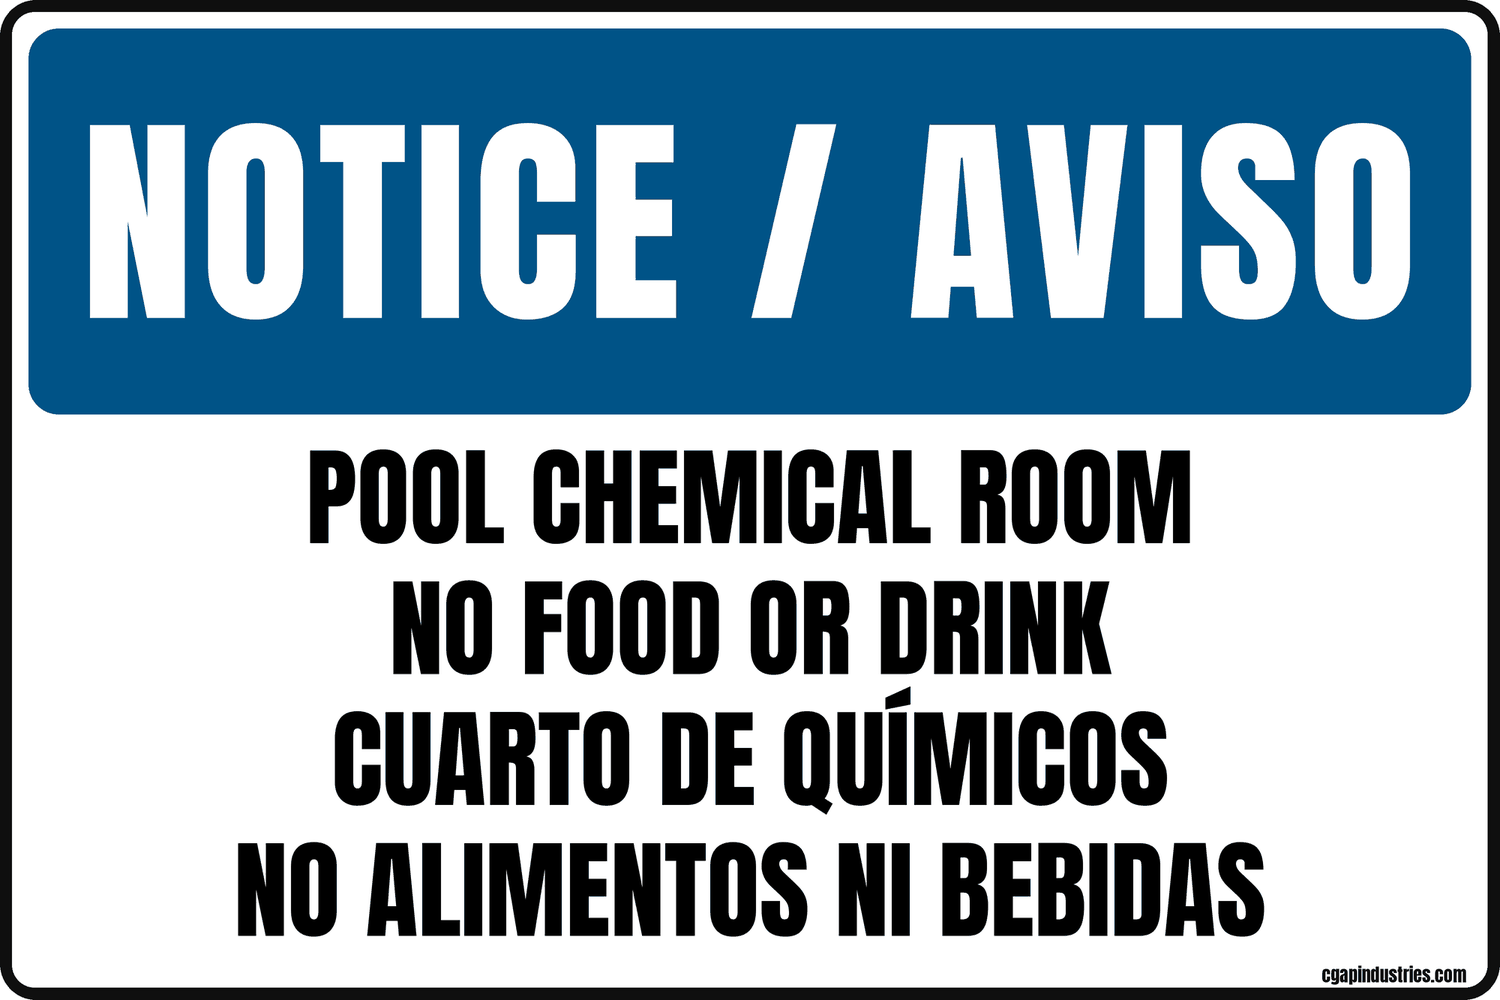 NOTICE / AVISO
POOL CHEMICAL ROOM
NO FOOD OR DRINK
CUARTO DE QUÍMICOS
NO ALIMENTOS NI BEBIDAS
cgapindustries.com